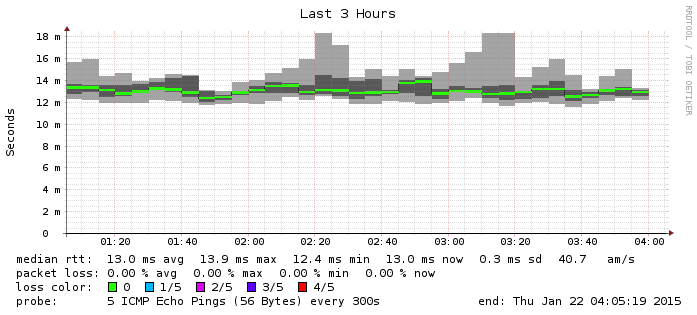 Last 3 Hours
RRDTOOL / TOBI OETIKER
Seconds
18 m
16 m
14 m
12 m
10 m
8 m
6 m
4 m
2 m
0
01:20 01:40 02:00 02:20 02:40 03:00 03:20 03:40 04:00
median rtt: 13.0 ms avg 13.9 ms max 12.4 ms min 13.0 ms now 0.3 ms sd 40.7 am/s
packet loss: 0.00 % avg 0.00 % max 0.00 % min 0.00 % now
loss color: 0 1/5 2/5 3/5 4/5
probe: 5 ICMP Echo Pings (56 Bytes) every 300s end: Thu Jan 22 04:05:19 2015